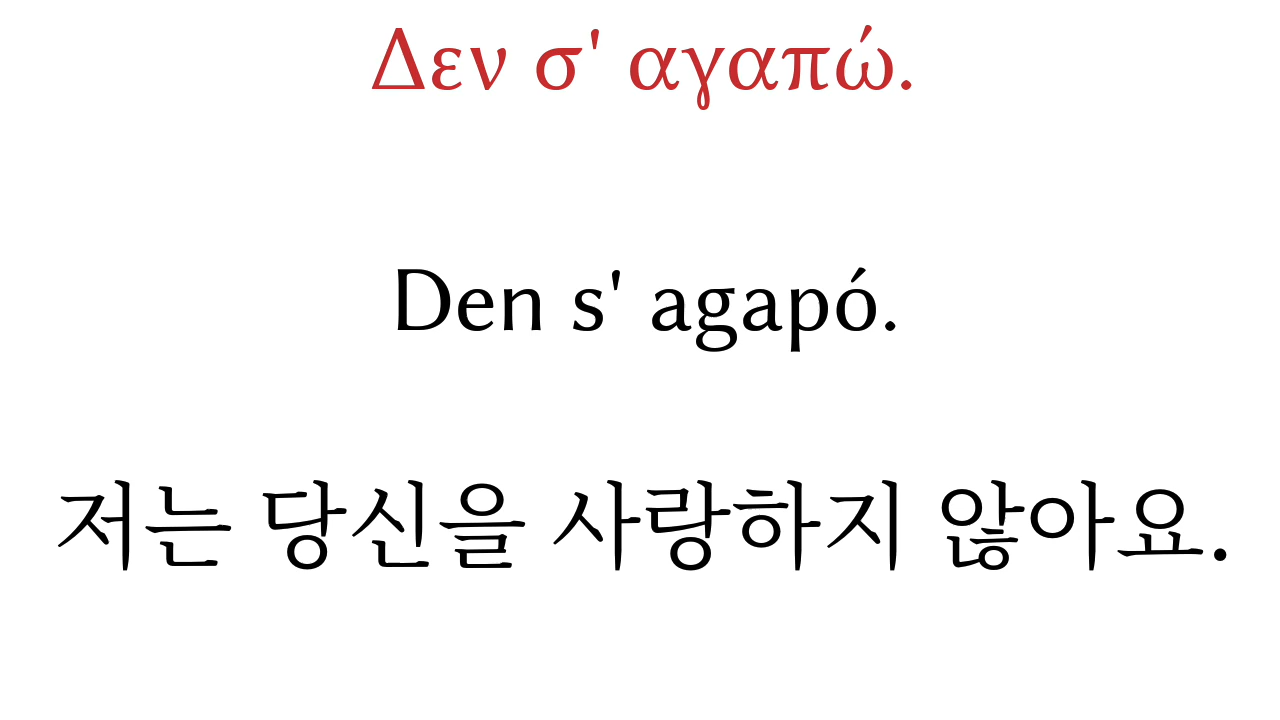 Δεν σ' αγαπώ.
Den s' agapó.
저는 당신을 사랑하지 않아요.